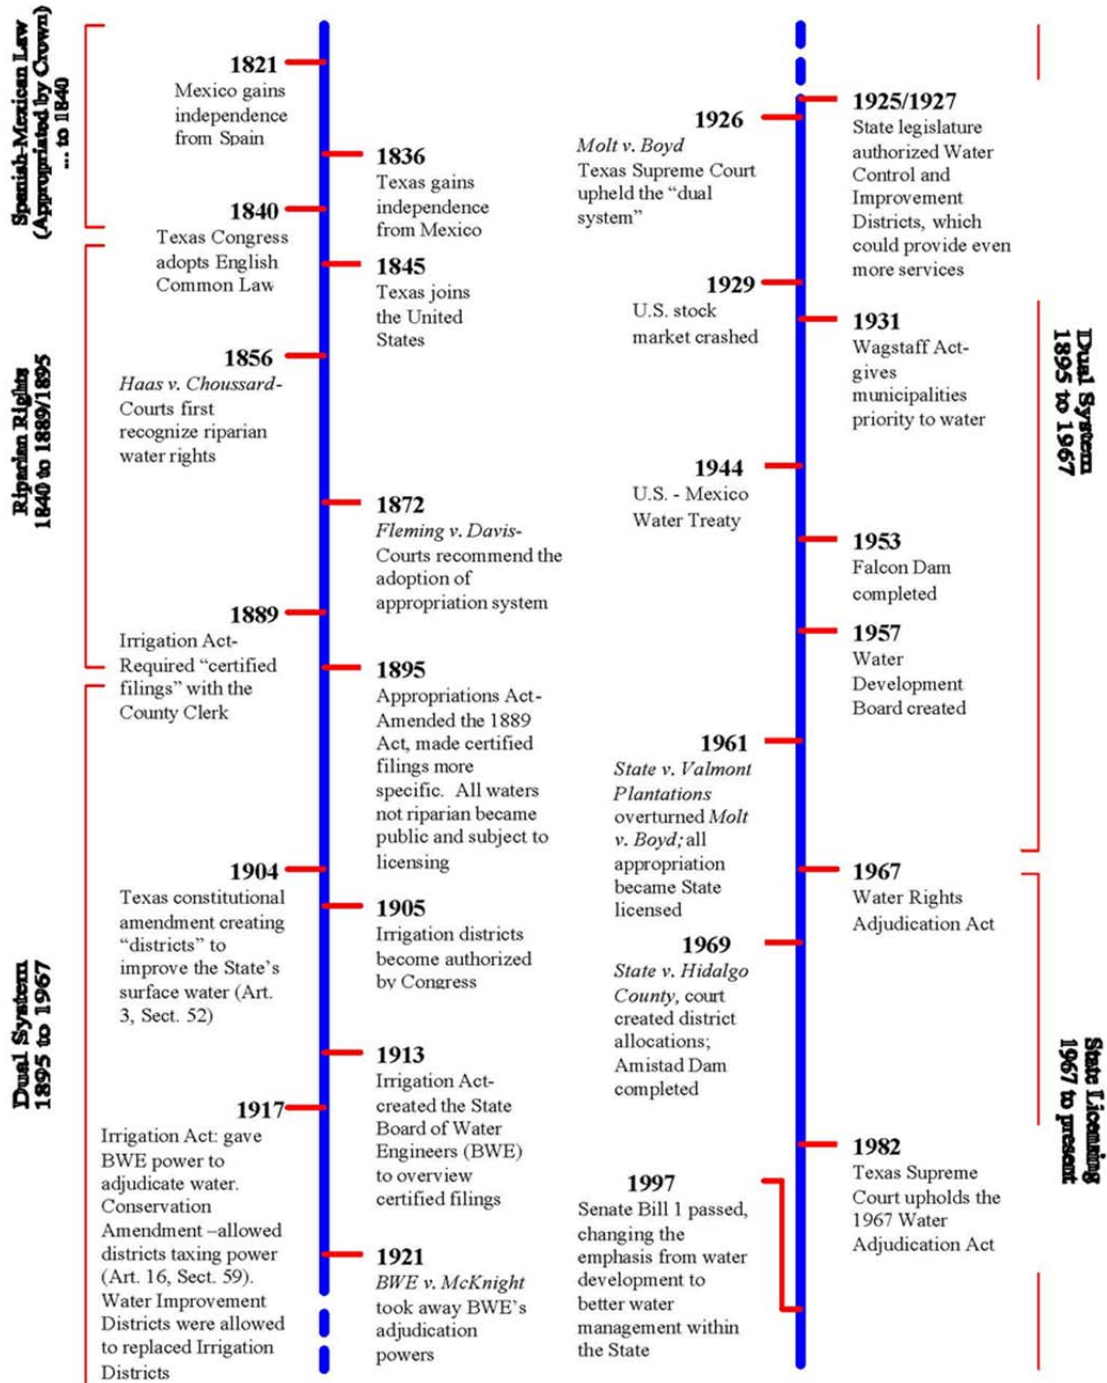 Spanish-Mexican Law
(Appropriated by Crown)
... to 1840
1821
Mexico gains
independence
from Spain
1836
Texas gains
independence
from Mexico
1840
Texas Congress
adopts English
Common Law
1845
Texas joins
the United
States
Riparian Rights
1840 to 1889/1895
1856
Haas v. Choussard-
Courts first
recognize riparian
water rights
1872
Fleming v. Davis-
Courts recommend the
adoption of
appropriation system
1889
Irrigation Act-
Required “certified
filings” with the
County Clerk
1895
Appropriations Act-
Amended the 1889
Act, made certified
filings more
specific. All waters
not riparian became
public and subject to
licensing
Dual System
1895 to 1967
1904
Texas constitutional
amendment creating
“districts” to
improve the State’s
surface water (Art.
3, Sect. 52)
1905
Irrigation districts
become authorized
by Congress
1913
Irrigation Act-
created the State
Board of Water
Engineers (BWE)
to overview
certified filings
1917
Irrigation Act: gave
BWE power to
adjudicate water.
Conservation
Amendment –allowed
districts taxing power
(Art. 16, Sect. 59).
Water Improvement
Districts were allowed
to replaced Irrigation
Districts
1921
BWE v. McKnight
took away BWE’s
adjudication
powers
1925/1927
State legislature
authorized Water
Control and
Improvement
Districts, which
could provide even
more services
1926
Molt v. Boyd
Texas Supreme Court
upheld the “dual
system”
1929
U.S. stock
market crashed
1931
Wagstaff Act-
gives
municipalities
priority to water
Dual System
1895 to 1967
1944
U.S. - Mexico
Water Treaty
1953
Falcon Dam
completed
1957
Water
Development
Board created
1961
State v. Valmont
Plantations
overturned Molt
v. Boyd; all
appropriation
became State
licensed
1967
Water Rights
Adjudication Act
1969
State v. Hidalgo
County, court
created district
allocations;
Amistad Dam
completed
State Licensing
1967 to present
1982
Texas Supreme
Court upholds the
1967 Water
Adjudication Act
1997
Senate Bill 1 passed,
changing the
emphasis from water
development to
better water
management within
the State